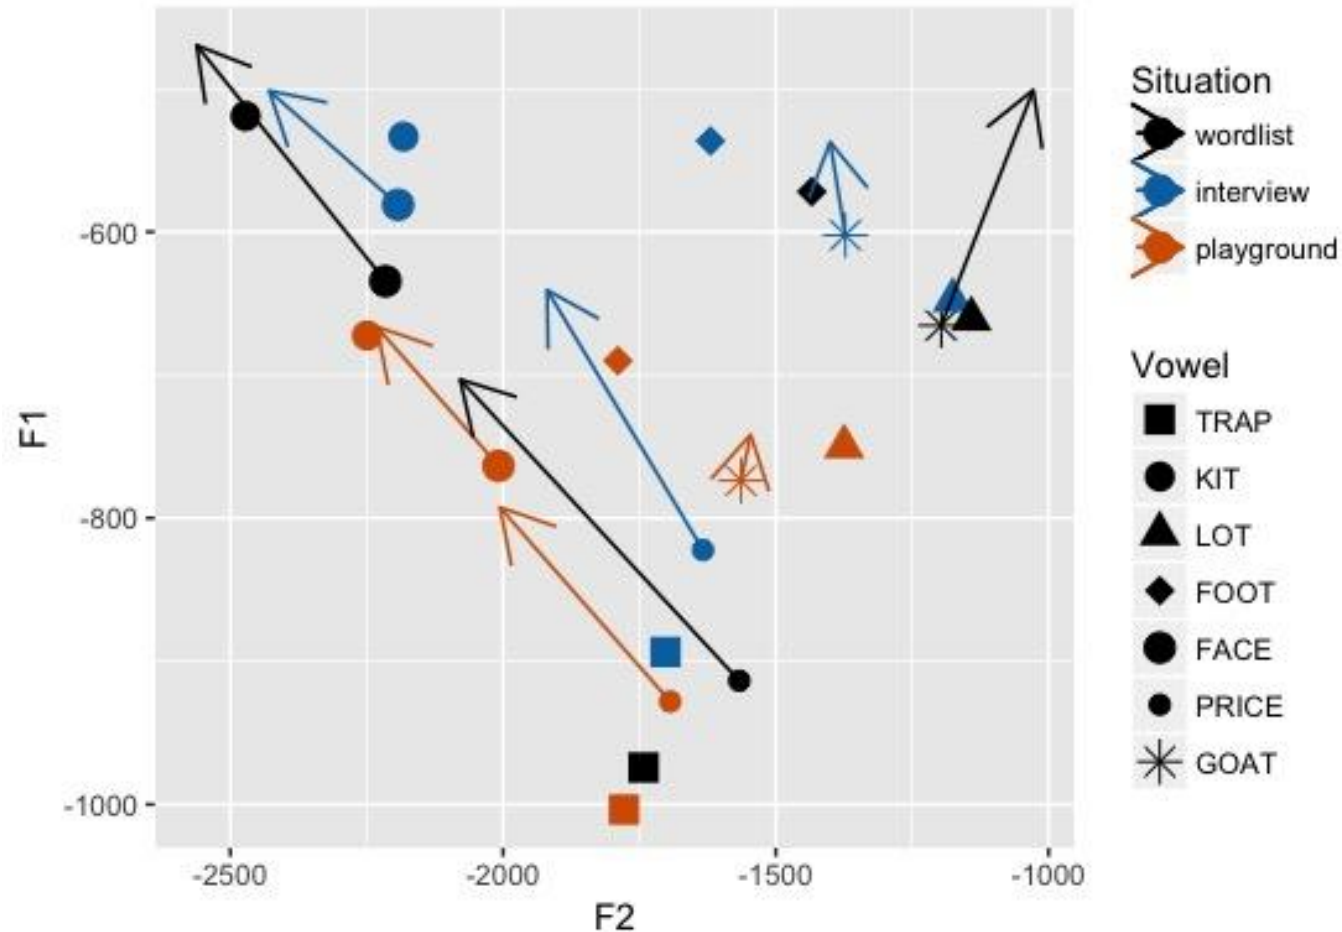 F1
-600
-800
-1000
-2500
-2000
-1500
-1000
F2
Situation
wordlist
interview
playground
Vowel
TRAP
KIT
LOT
FOOT
FACE
PRICE
GOAT